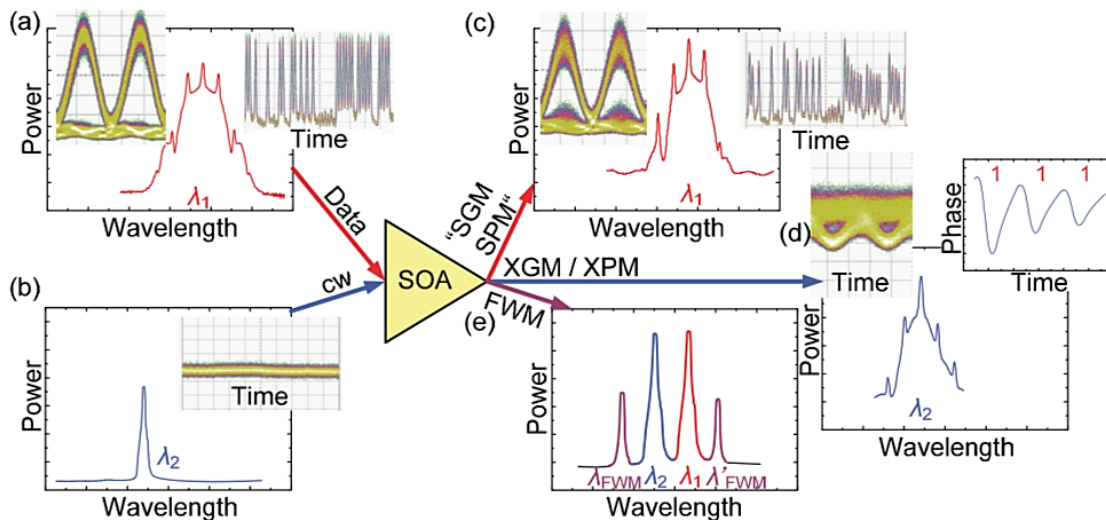 (a)
Power
Time
λ1
Wavelength
Data
(b)
Power
Time
λ2
Wavelength
cw
SOA
"SGM
SPM"
XGM / XPM
FWM
(c)
Power
Time
λ1
Wavelength
(d)
Time
Phase
1 1 1
Time
Power
λ2
Wavelength
(e)
Power
λFWM λ2 λ1 λ'FWM
Wavelength